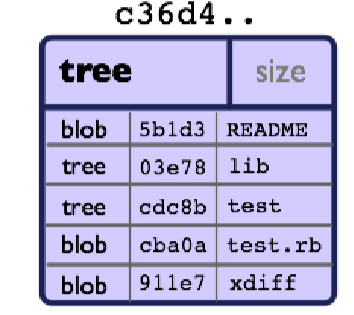 c36d4..
tree size
blob 5b1d3 README
tree 03e78 lib
tree cdc8b test
blob cba0a test.rb
blob 911e7 xdiff